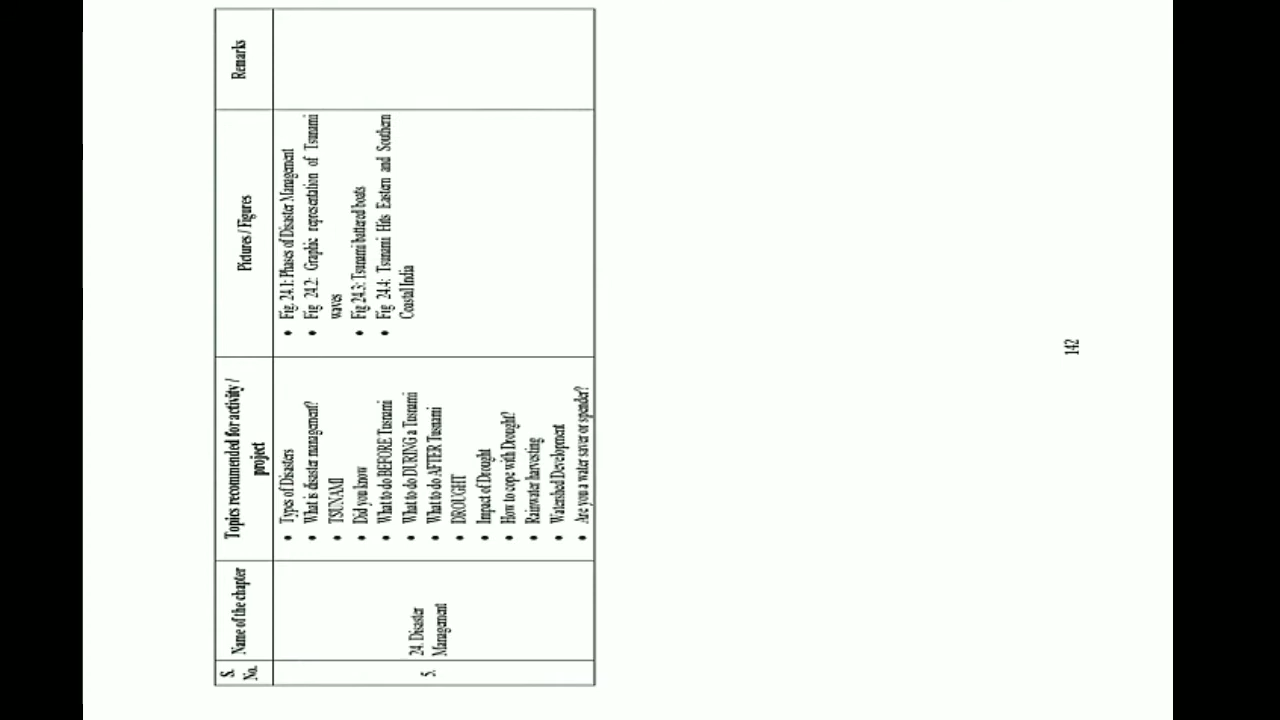 S. No.
Name of the chapter
Topics recommended for activity / project
Pictures / Figures
Remarks
5.
24. Disaster
Management
• Types of Disasters
• What is disaster management?
• TSUNAMI
• Did you know
• What to do BEFORE Tusnami
• What to do DURING a Tusnami
• What to do AFTER Tusnami
• DROUGHT
• Impact of Drought
• How to cope with Drought?
• Rainwater harvesting
• Watershed Development
• Are you a water saver or spender?
• Fig. 24.1: Phases of Disaster Management
• Fig 24.2: Graphic representation of Tsunami
waves
• Fig 24.3: Tsunami battered boats
• Fig 24.4: Tsunami Hits Eastern and Southern
Coastal India
142